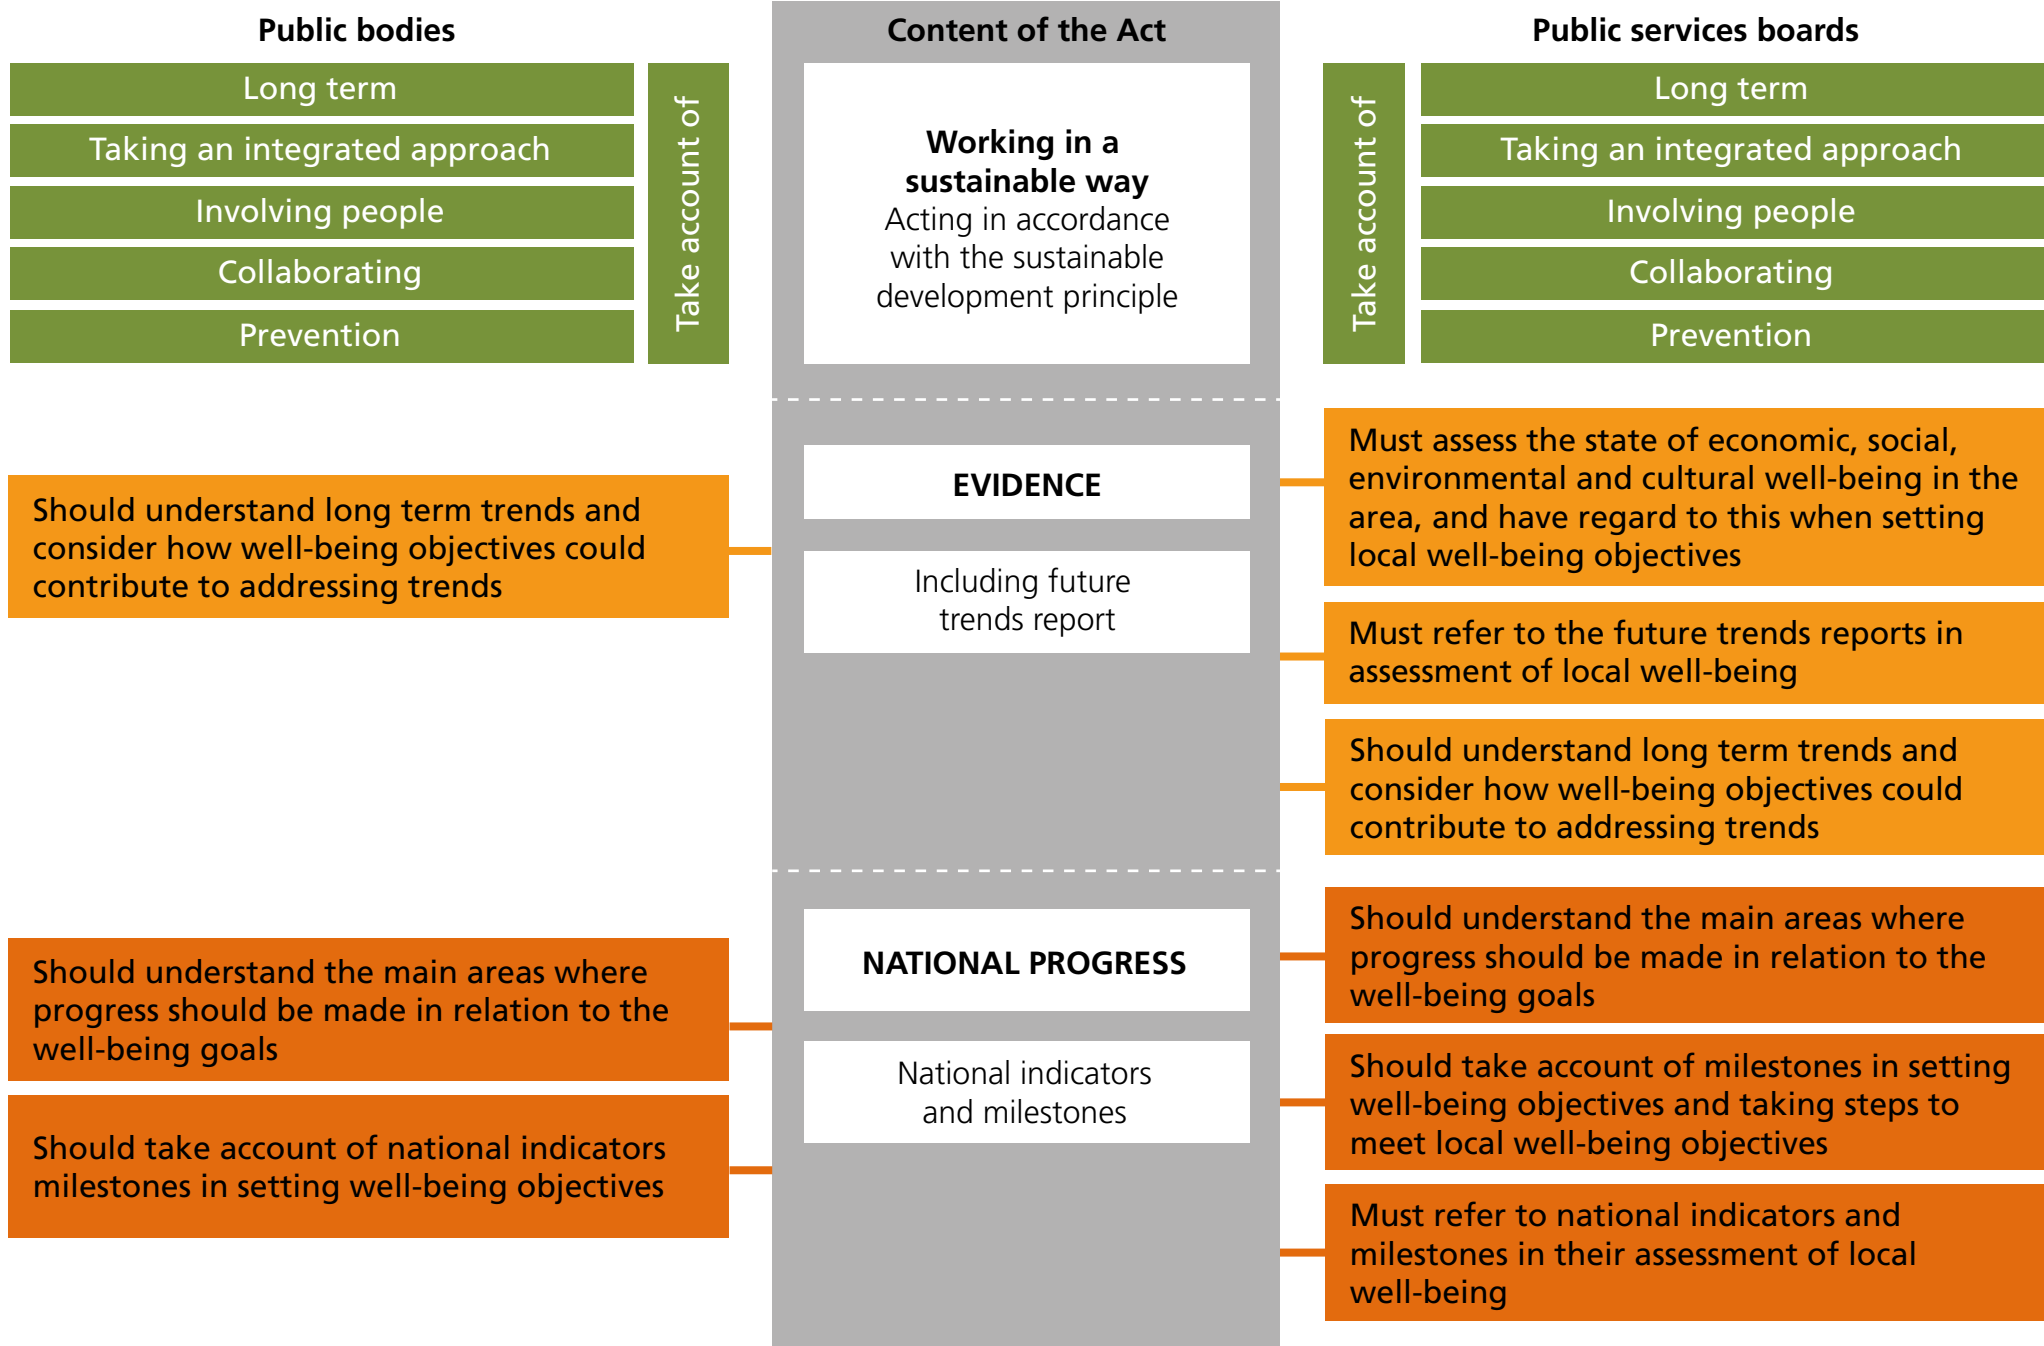 Public bodies
Long term
Taking an integrated approach
Involving people
Collaborating
Prevention
Take account of
Content of the Act
Working in a
sustainable way
Acting in accordance
with the sustainable
development principle
Public services boards
Take account of
Long term
Taking an integrated approach
Involving people
Collaborating
Prevention
Should understand long term trends and
consider how well-being objectives could
contribute to addressing trends
EVIDENCE
Including future
trends report
Must assess the state of economic, social,
environmental and cultural well-being in the
area, and have regard to this when setting
local well-being objectives
Must refer to the future trends reports in
assessment of local well-being
Should understand long term trends and
consider how well-being objectives could
contribute to addressing trends
Should understand the main areas where
progress should be made in relation to the
well-being goals
Should take account of national indicators
milestones in setting well-being objectives
NATIONAL PROGRESS
National indicators
and milestones
Should understand the main areas where
progress should be made in relation to the
well-being goals
Should take account of milestones in setting
well-being objectives and taking steps to
meet local well-being objectives
Must refer to national indicators and
milestones in their assessment of local
well-being